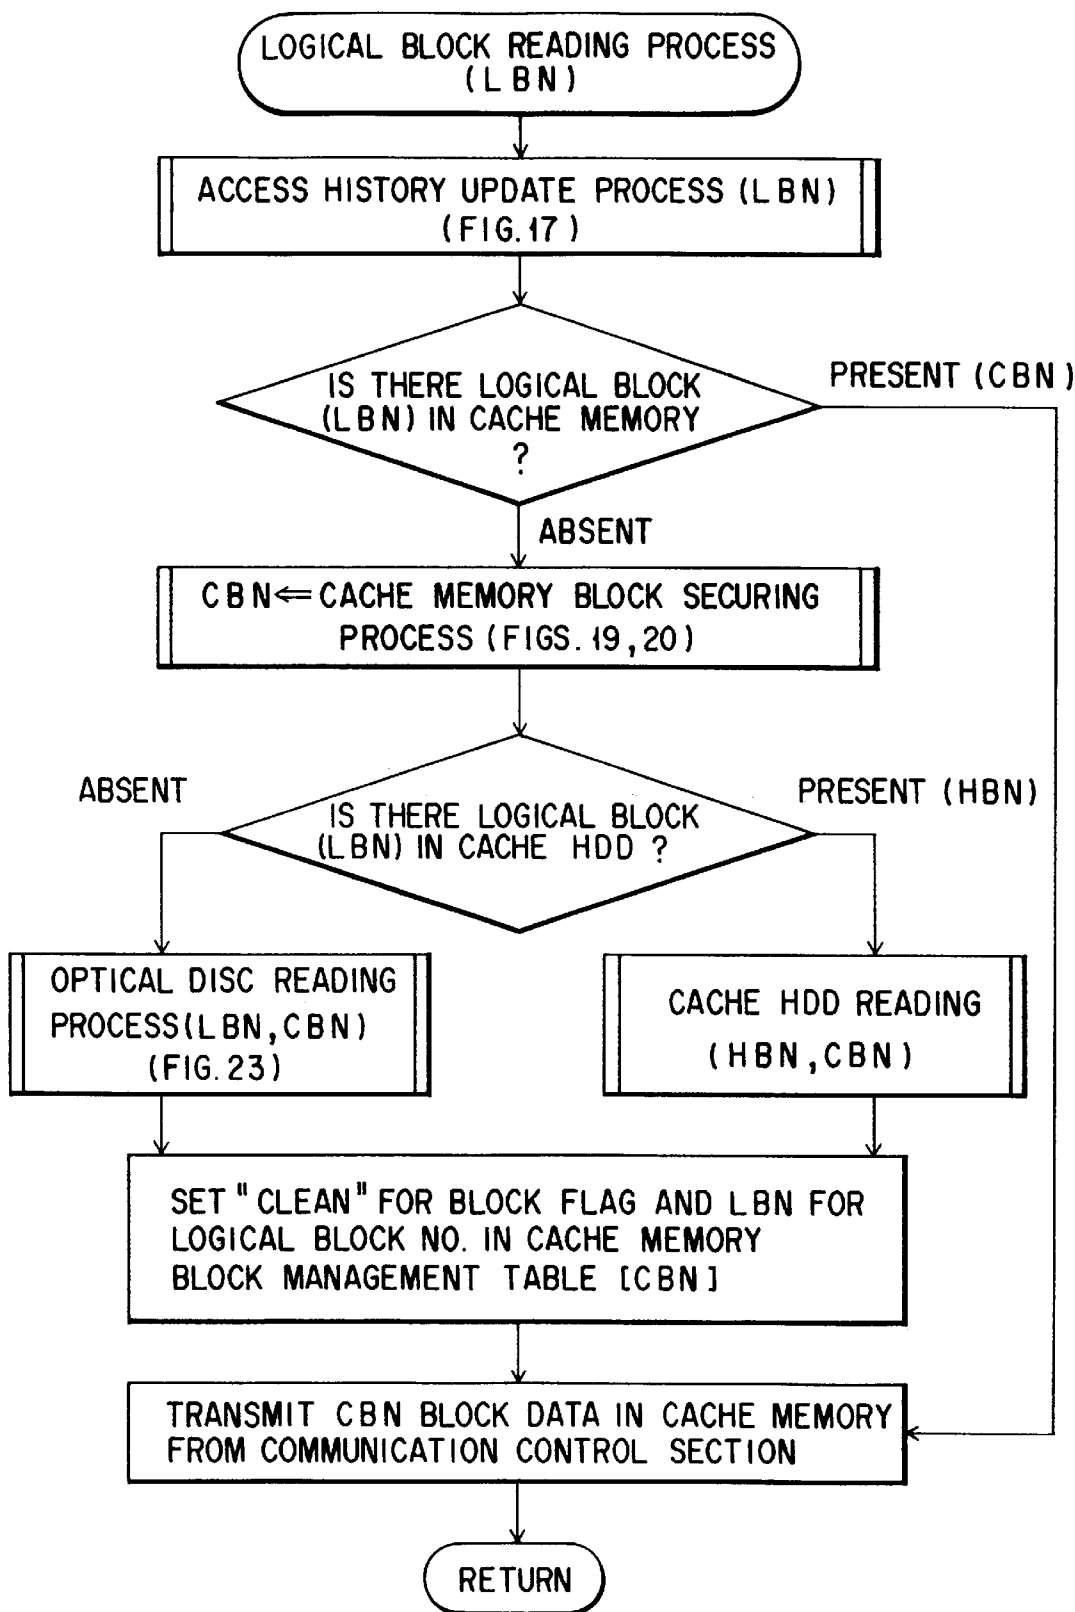 LOGICAL BLOCK READING PROCESS
(LBN)
ACCESS HISTORY UPDATE PROCESS (LBN)
(FIG.17)
IS THERE LOGICAL BLOCK
(LBN) IN CACHE MEMORY
?
PRESENT (CBN)
ABSENT
CBN⇐CACHE MEMORY BLOCK SECURING
PROCESS (FIGS.19,20)
ABSENT
PRESENT (HBN)
IS THERE LOGICAL BLOCK
(LBN) IN CACHE HDD ?
OPTICAL DISC READING
PROCESS(LBN,CBN)
(FIG.23)
CACHE HDD READING
(HBN,CBN)
SET "CLEAN" FOR BLOCK FLAG AND LBN FOR
LOGICAL BLOCK NO. IN CACHE MEMORY
BLOCK MANAGEMENT TABLE [CBN]
TRANSMIT CBN BLOCK DATA IN CACHE MEMORY
FROM COMMUNICATION CONTROL SECTION
RETURN